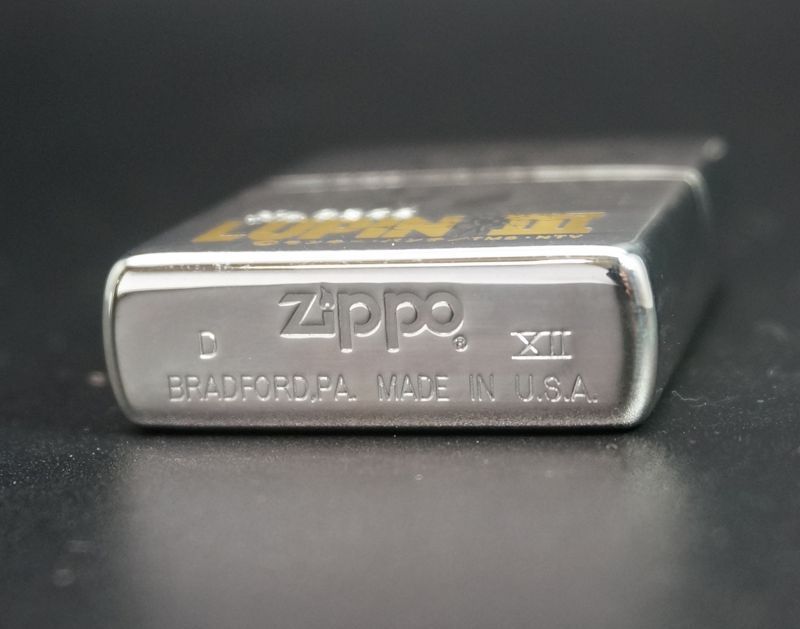 LUPIN III
zippo®
D XII
BRADFORD,PA. MADE IN U.S.A.